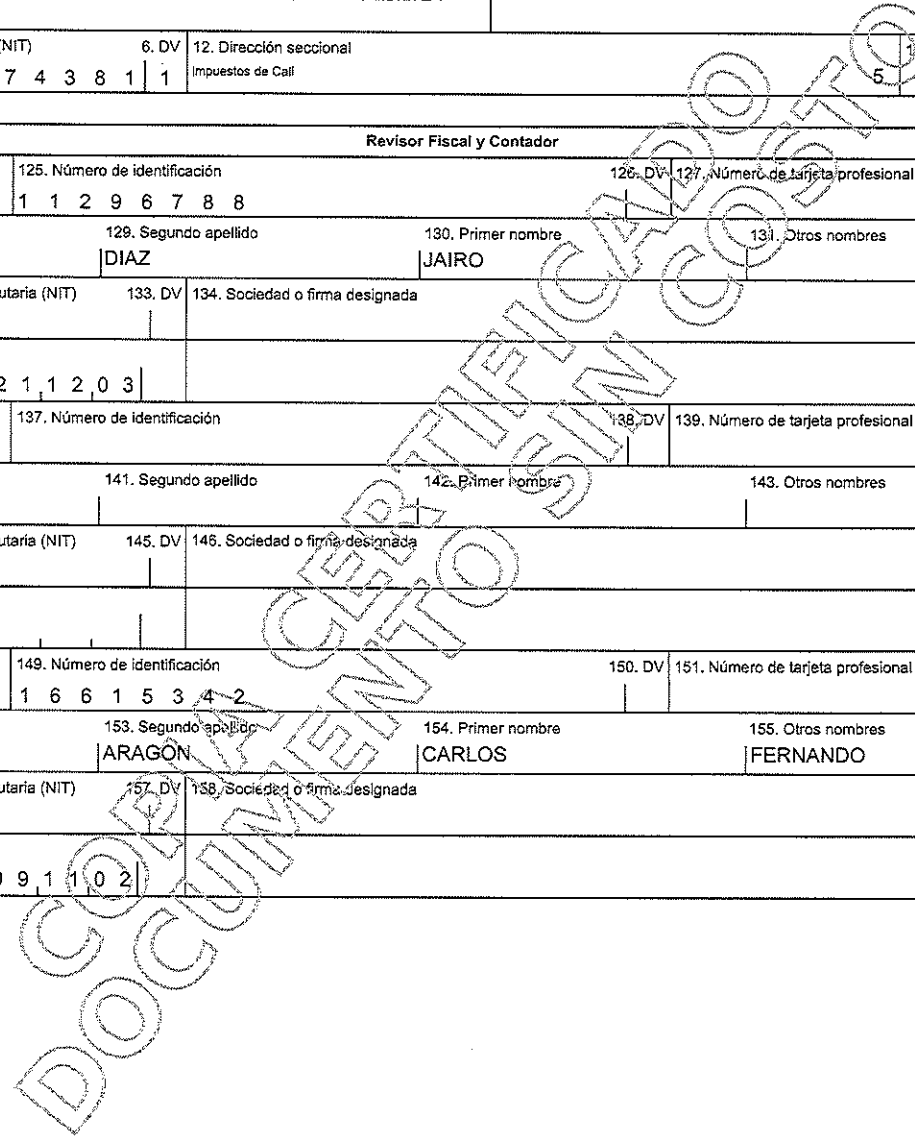 (NIT) 6. DV 12. Dirección seccional
7 4 3 8 1 1 Impuestos de Cali 5
Revisor Fiscal y Contador
125. Número de identificación 126. DV 127. Número de tarjeta profesional
1 1 2 9 6 7 8 8
129. Segundo apellido 130. Primer nombre 131. Otros nombres
DIAZ JAIRO
utaria (NIT) 133. DV 134. Sociedad o firma designada
2 1 1 2 0 3
137. Número de identificación 138. DV 139. Número de tarjeta profesional
141. Segundo apellido 142. Primer nombre 143. Otros nombres
utaria (NIT) 145. DV 146. Sociedad o firma designada
149. Número de identificación 150. DV 151. Número de tarjeta profesional
1 6 6 1 5 3 4 2
153. Segundo apellido 154. Primer nombre 155. Otros nombres
ARAGON CARLOS FERNANDO
utaria (NIT) 157. DV 158. Sociedad o firma designada
9 1 1 0 2
COPIA CERTIFICADO
DOCUMENTO SIN COSTO